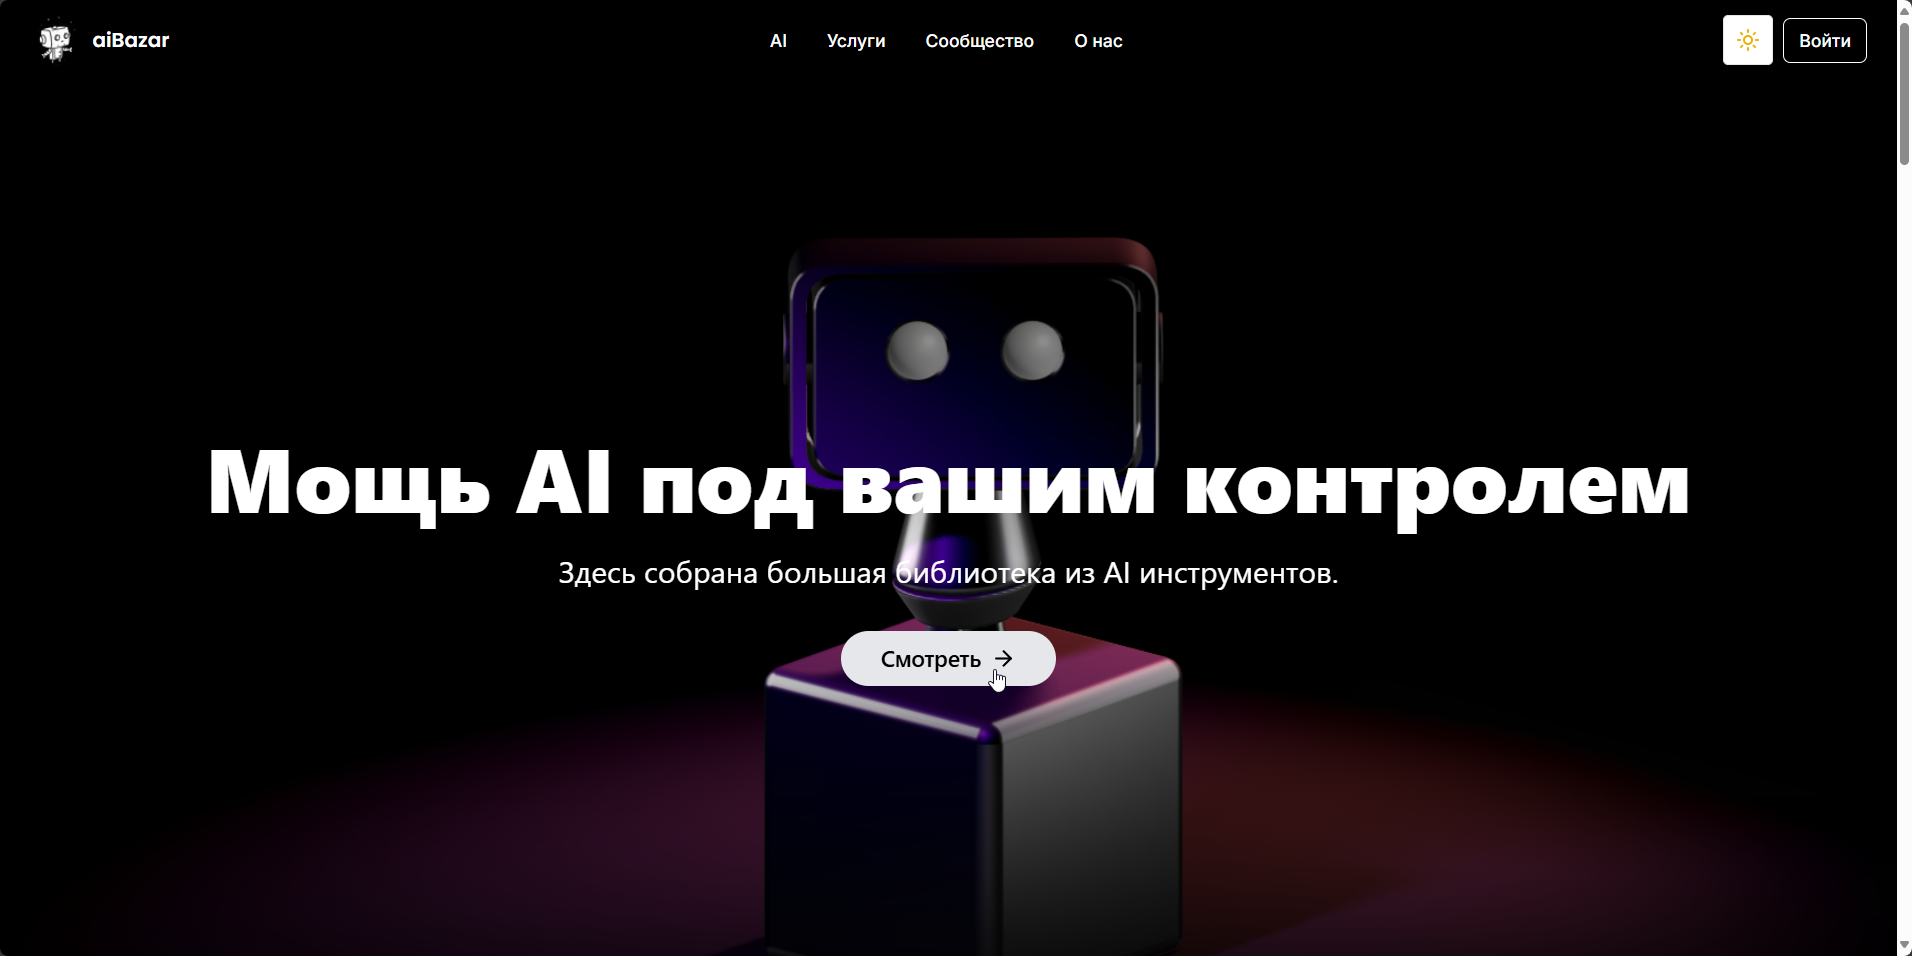 aiBazar
AI
Услуги
Сообщество
О нас
Войти
Мощь AI под вашим контролем
Здесь собрана большая библиотека из AI инструментов.
Смотреть →